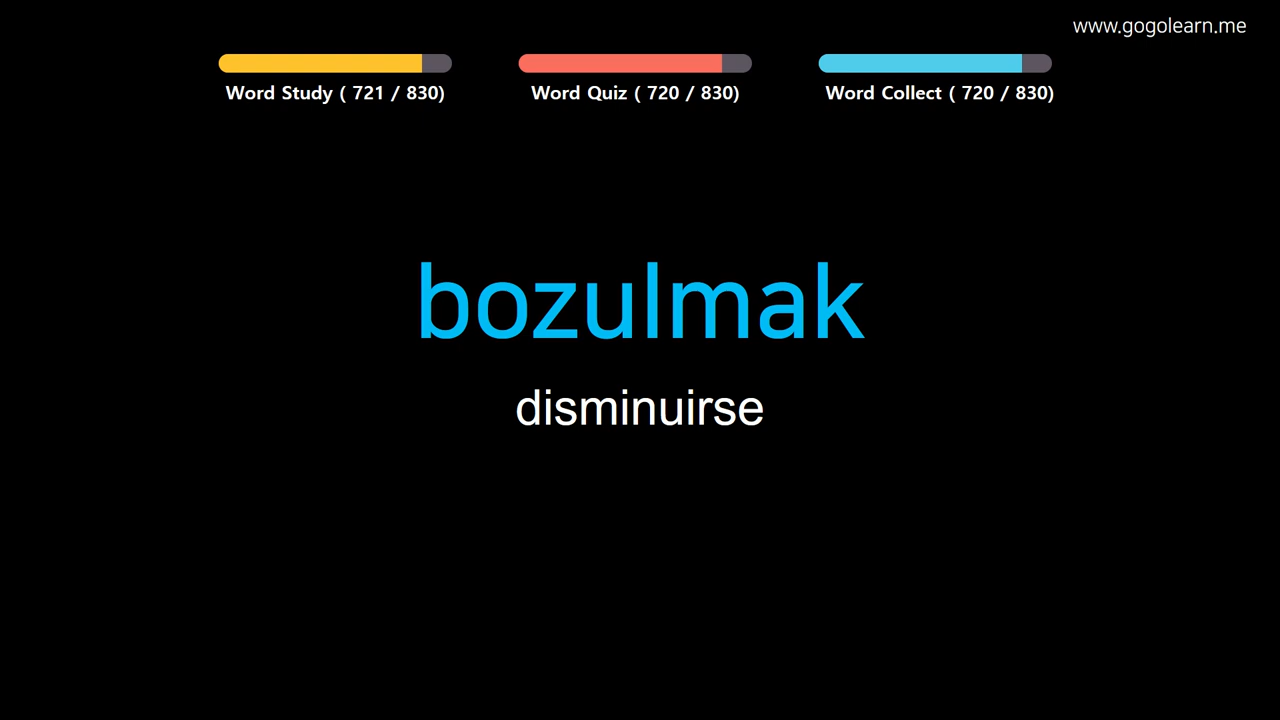 www.gogolearn.me
Word Study ( 721 / 830)
Word Quiz ( 720 / 830)
Word Collect ( 720 / 830)
bozulmak
disminuirse